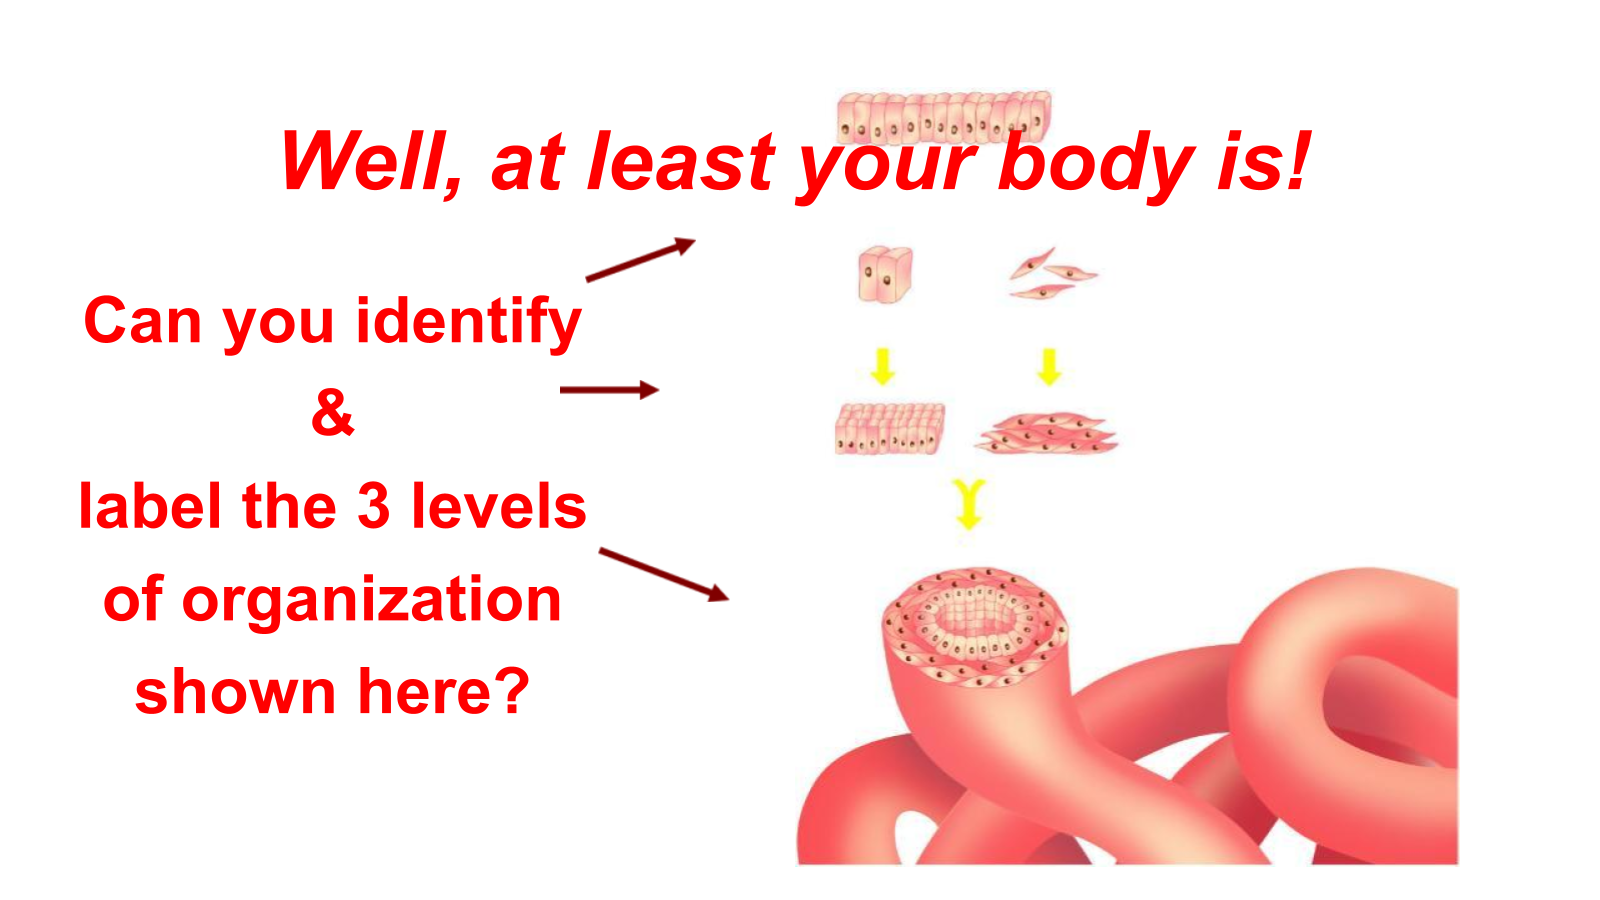 Well, at least your body is!
Can you identify
&
label the 3 levels
of organization
shown here?